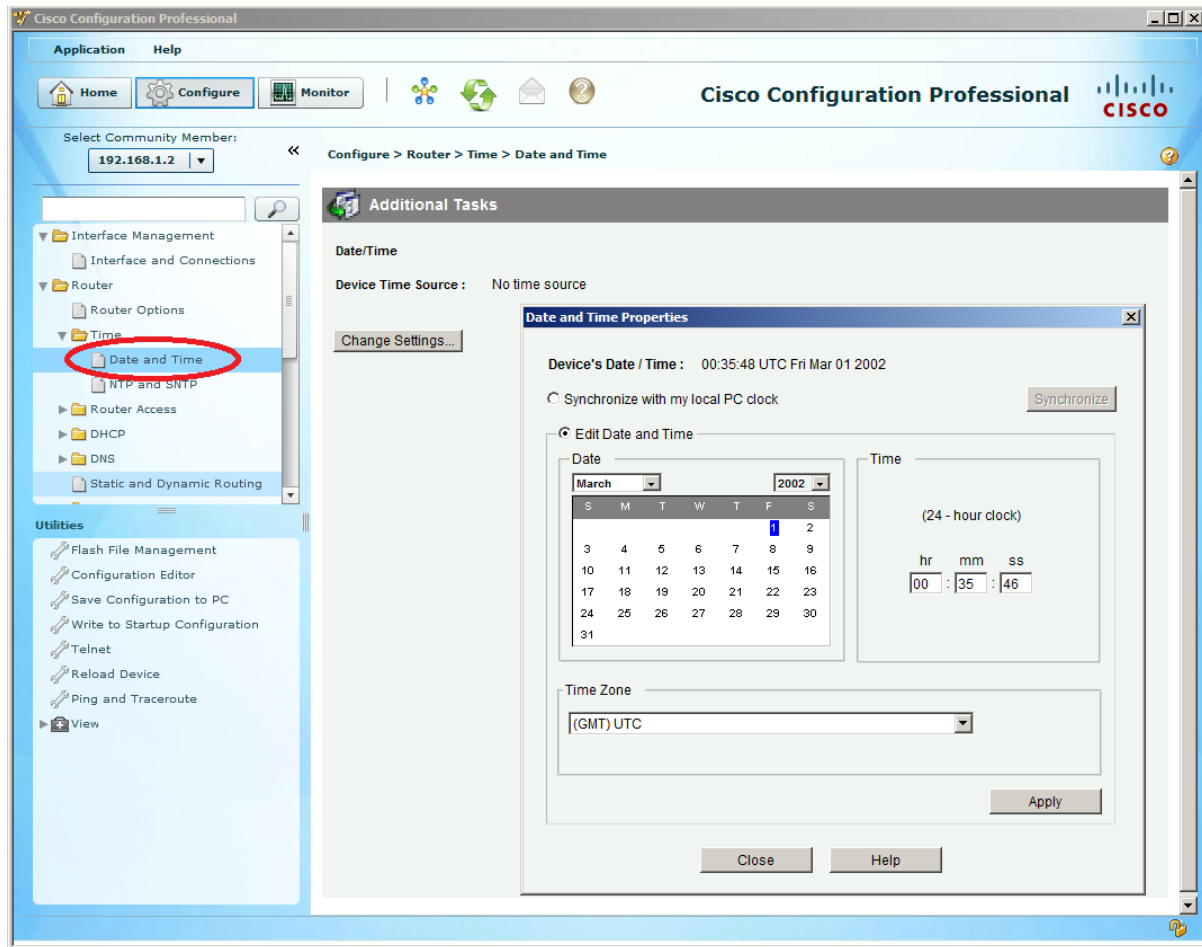 Cisco Configuration Professional
Application Help
Home Configure Monitor
Cisco Configuration Professional
CISCO
Select Community Member:
192.168.1.2
«
Configure > Router > Time > Date and Time
Interface Management
Interface and Connections
Router
Router Options
Time
Date and Time
NTP and SNTP
Router Access
DHCP
DNS
Static and Dynamic Routing
Utilities
Flash File Management
Configuration Editor
Save Configuration to PC
Write to Startup Configuration
Telnet
Reload Device
Ping and Traceroute
View
Additional Tasks
Date/Time
Device Time Source : No time source
Change Settings...
Date and Time Properties
Device's Date / Time : 00:35:48 UTC Fri Mar 01 2002
Synchronize with my local PC clock
Synchronize
Edit Date and Time
Date
March 2002
S M T W T F S
1 2
3 4 5 6 7 8 9
10 11 12 13 14 15 16
17 18 19 20 21 22 23
24 25 26 27 28 29 30
31
Time
(24 - hour clock)
hr mm ss
00 : 35 : 46
Time Zone
(GMT) UTC
Apply
Close Help